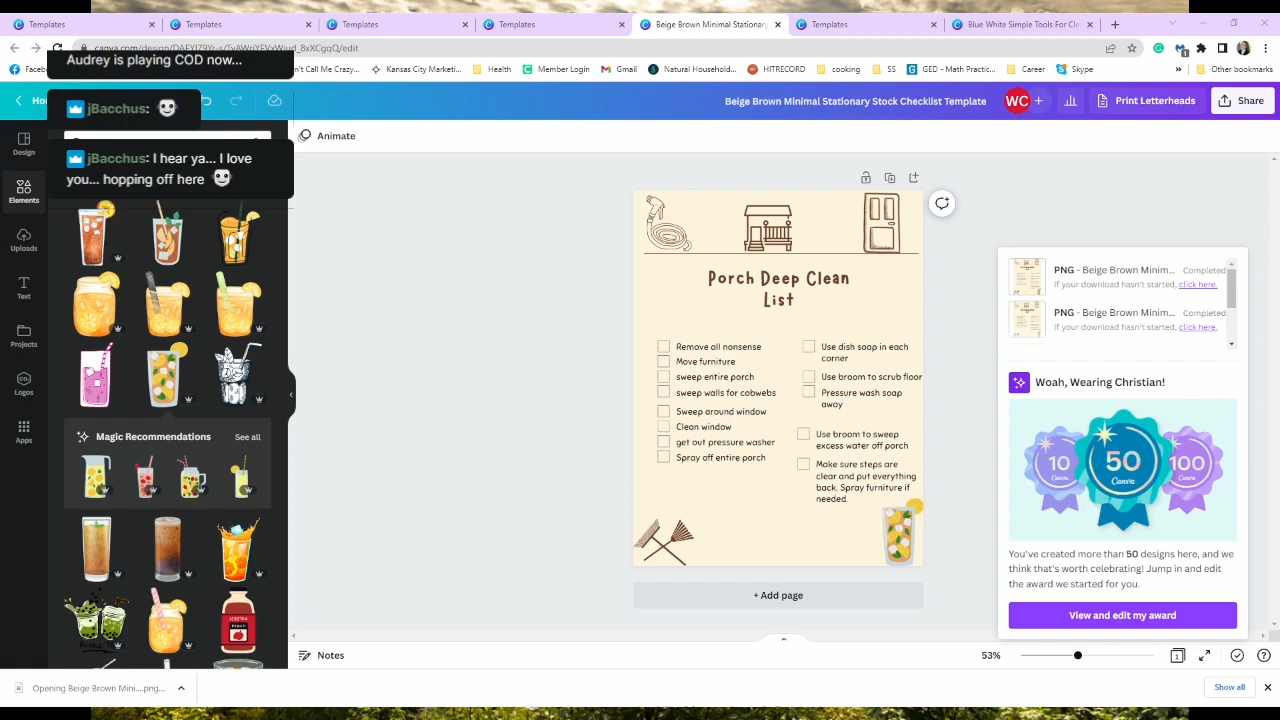 Templates
Templates
Templates
Templates
Beige Brown Minimal Stationary
Templates
Blue White Simple Tools For Cle
Audrey is playing COD now...
Faceb
n't Call Me Crazy...
Kansas City Marketi...
Health
Member Login
Gmail
Natural Household...
HITRECORD
cooking
SS
GED - Math Practic...
Career
Skype
»
Other bookmarks
Beige Brown Minimal Stationary Stock Checklist Template
WC
Print Letterheads
Share
jBacchus:
jBacchus: I hear ya... I love
you... hopping off here
Design
Elements
Uploads
Text
Projects
Logos
Apps
Animate
Magic Recommendations
See all
Porch Deep Clean
List
Remove all nonsense
Move furniture
sweep entire porch
sweep walls for cobwebs
Sweep around window
Clean window
get out pressure washer
Spray off entire porch
Use dish soap in each
corner
Use broom to scrub floor
Pressure wash soap
away
Use broom to sweep
excess water off porch
Make sure steps are
clear and put everything
back. Spray furniture if
needed.
+ Add page
PNG - Beige Brown Minim... Completed
If your download hasn't started, click here.
PNG - Beige Brown Minim... Completed
If your download hasn't started, click here.
Woah, Wearing Christian!
10
Canva
50
Canva
100
Canva
You've created more than 50 designs here, and we
think that's worth celebrating! Jump in and edit
the award we started for you.
View and edit my award
Notes
53%
1
Opening Beige Brown Mini....png...
Show all